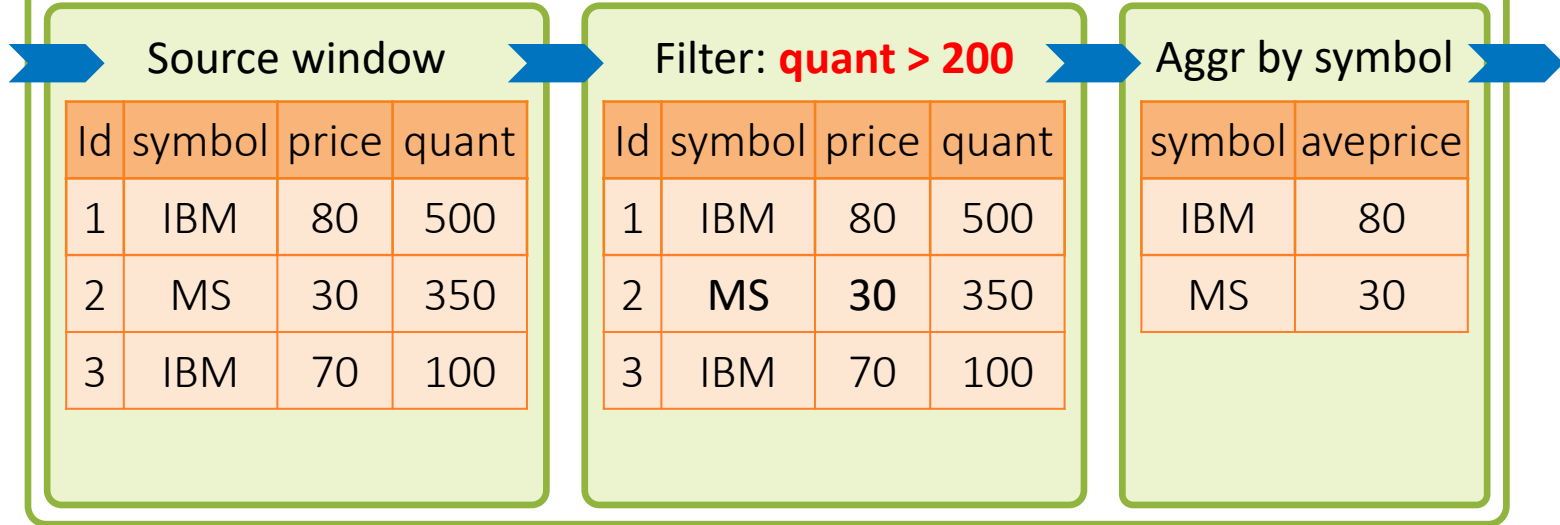 Source window
Id symbol price quant
1 IBM 80 500
2 MS 30 350
3 IBM 70 100
Filter: quant > 200
Id symbol price quant
1 IBM 80 500
2 MS 30 350
3 IBM 70 100
Aggr by symbol
symbol aveprice
IBM 80
MS 30